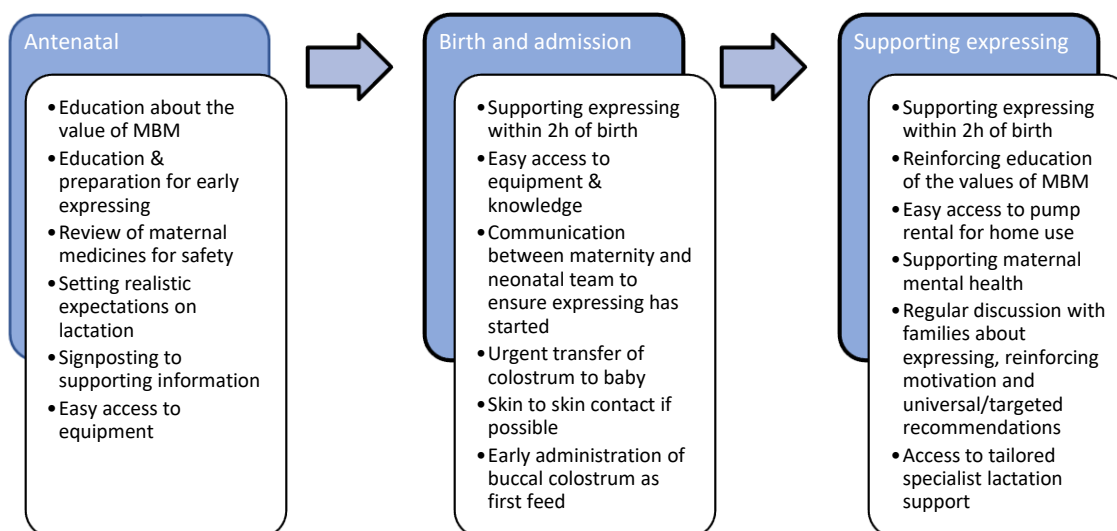 Antenatal
•Education about the
value of MBM
•Education &
preparation for early
expressing
•Review of maternal
medicines for safety
•Setting realistic
expectations on
lactation
•Signposting to
supporting information
•Easy access to
equipment
Birth and admission
•Supporting expressing
within 2h of birth
•Easy access to
equipment &
knowledge
•Communication
between maternity and
neonatal team to
ensure expressing has
started
•Urgent transfer of
colostrum to baby
•Skin to skin contact if
possible
•Early administration of
buccal colostrum as
first feed
Supporting expressing
•Supporting expressing
within 2h of birth
•Reinforcing education
of the values of MBM
•Easy access to pump
rental for home use
•Supporting maternal
mental health
•Regular discussion with
families about
expressing, reinforcing
motivation and
universal/targeted
recommendations
•Access to tailored
specialist lactation
support